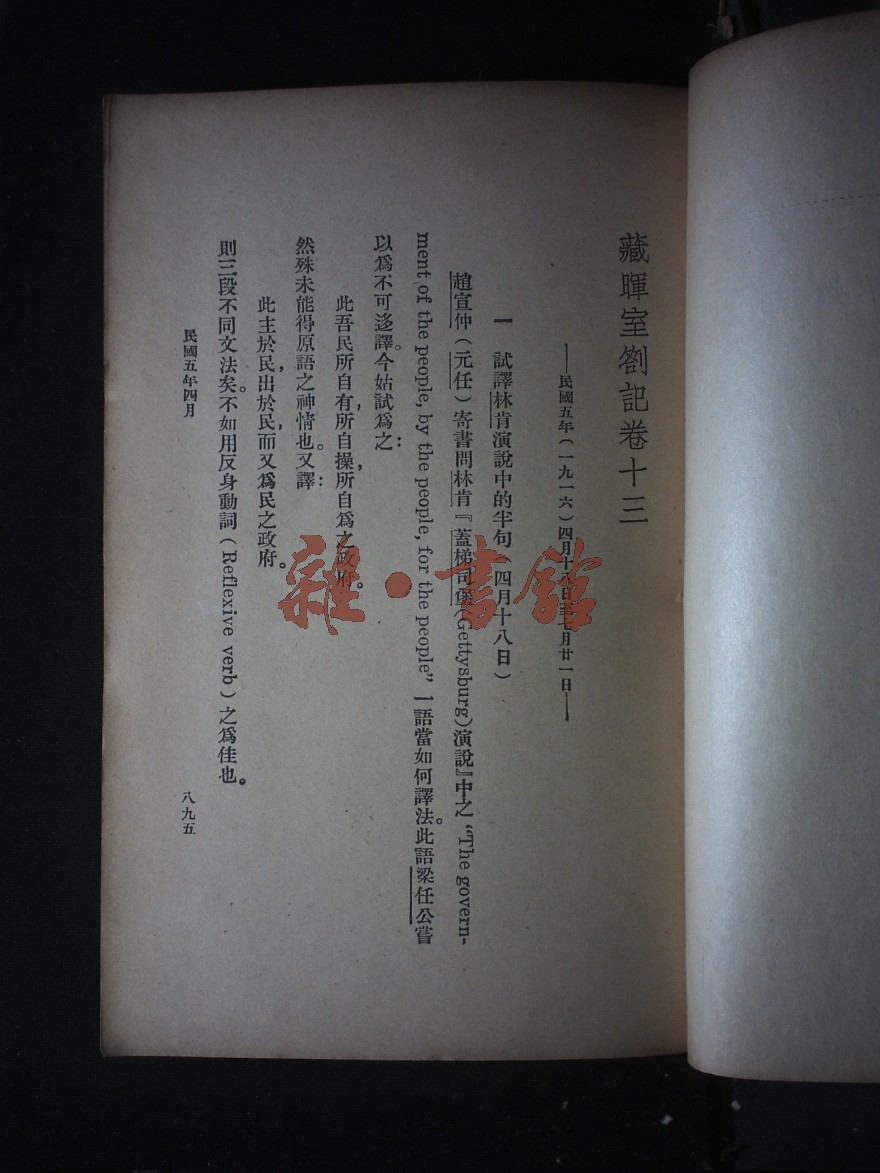 藏暉室劄記卷十三
——民國五年（一九一六）四月十八日至七月廿一日——
一　試譯林肯演說中的半句（四月十八日）
趙宣仲（元任）寄書問林肯『蓋梯司堡(Gettysburg)演說』中之“The govern-
ment of the people, by the people, for the people”一語當如何譯法。此語梁任公嘗
以爲不可迻譯。今姑試爲之：
此吾民所自有，所自操，所自爲之政府。
然殊未能得原語之神情也。又譯：
此主於民，出於民，而又爲民之政府。
則三段不同文法矣。不如用反身動詞（Reflexive verb）之爲佳也。
民國五年四月
八九五
雜·書館